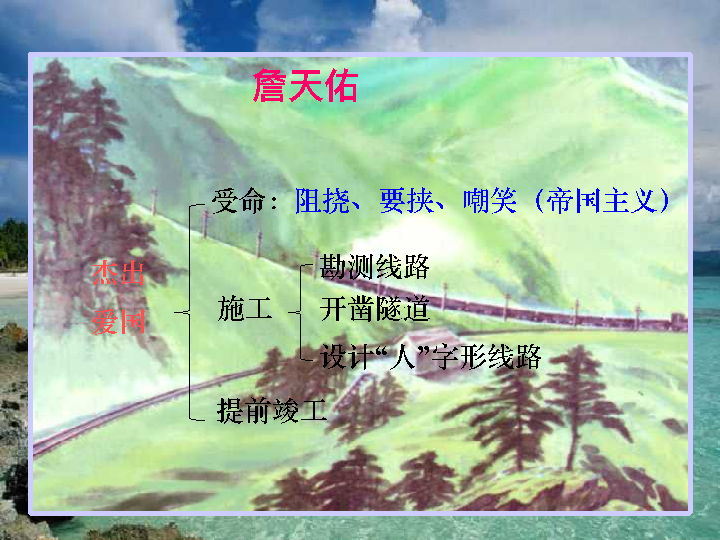 詹天佑
受命：阻挠、要挟、嘲笑（帝国主义）
杰出
爱国
施工
勘测线路
开凿隧道
设计“人”字形线路
提前竣工